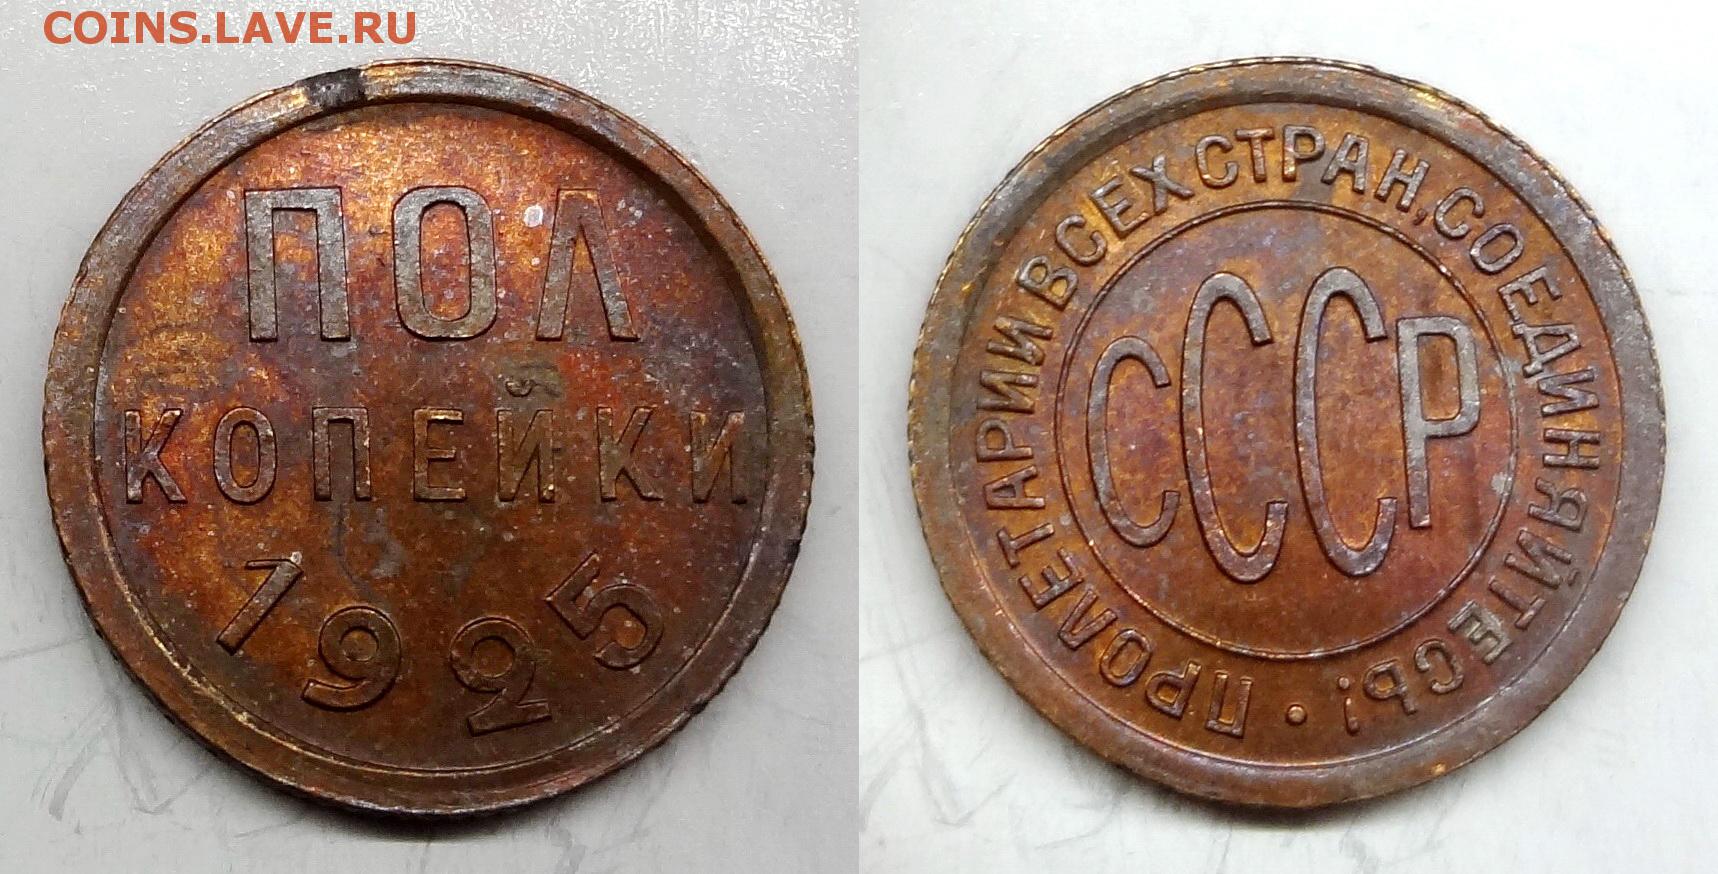 COINS.LAVE.RU
ПОЛ
КОПЕЙКИ
1925
ПРОЛЕТАРИИ ВСЕХ СТРАН, СОЕДИНЯЙТЕСЬ!
СССР